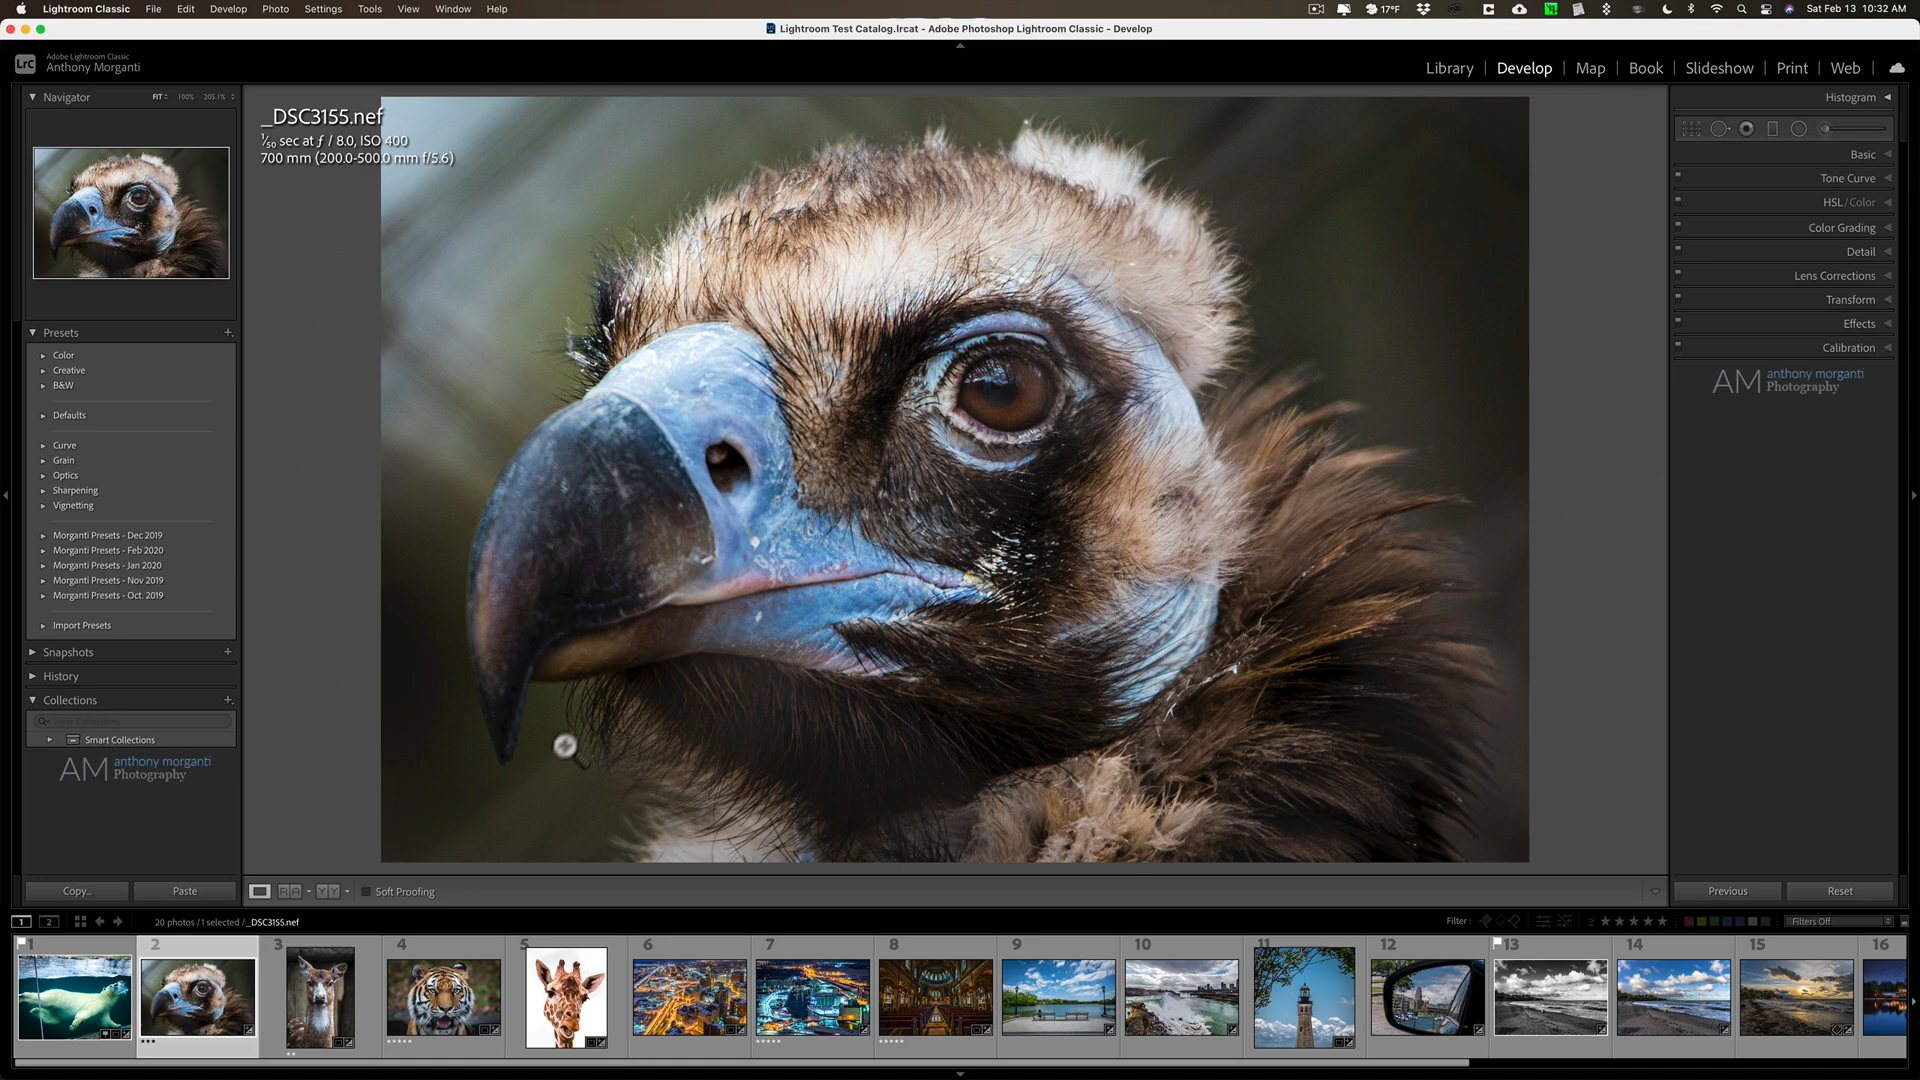 Lightroom Classic File Edit Develop Photo Settings Tools View Window Help 17°F Sat Feb 13 10:32 AM
Lightroom Test Catalog.lrcat - Adobe Photoshop Lightroom Classic - Develop
LrC Adobe Lightroom Classic
Anthony Morganti
Library | Develop | Map | Book | Slideshow | Print | Web
Navigator FIT 100% 205.1%
_DSC3155.nef
1/50 sec at ƒ / 8.0, ISO 400
700 mm (200.0-500.0 mm f/5.6)
Presets +
Color
Creative
B&W
Defaults
Curve
Grain
Optics
Sharpening
Vignetting
Morganti Presets - Dec 2019
Morganti Presets - Feb 2020
Morganti Presets - Jan 2020
Morganti Presets - Nov 2019
Morganti Presets - Oct. 2019
Import Presets
Snapshots +
History
Collections +
Filter Collections
Smart Collections
AM anthony morganti
Photography
Copy... Paste
Histogram
Basic
Tone Curve
HSL / Color
Color Grading
Detail
Lens Corrections
Transform
Effects
Calibration
AM anthony morganti
Photography
R A Y Y Soft Proofing
Previous Reset
1 2 20 photos / 1 selected / _DSC3155.nef Filter : ≥ ★★★★★ Filters Off
1 2 3 4 5 6 7 8 9 10 11 12 13 14 15 16